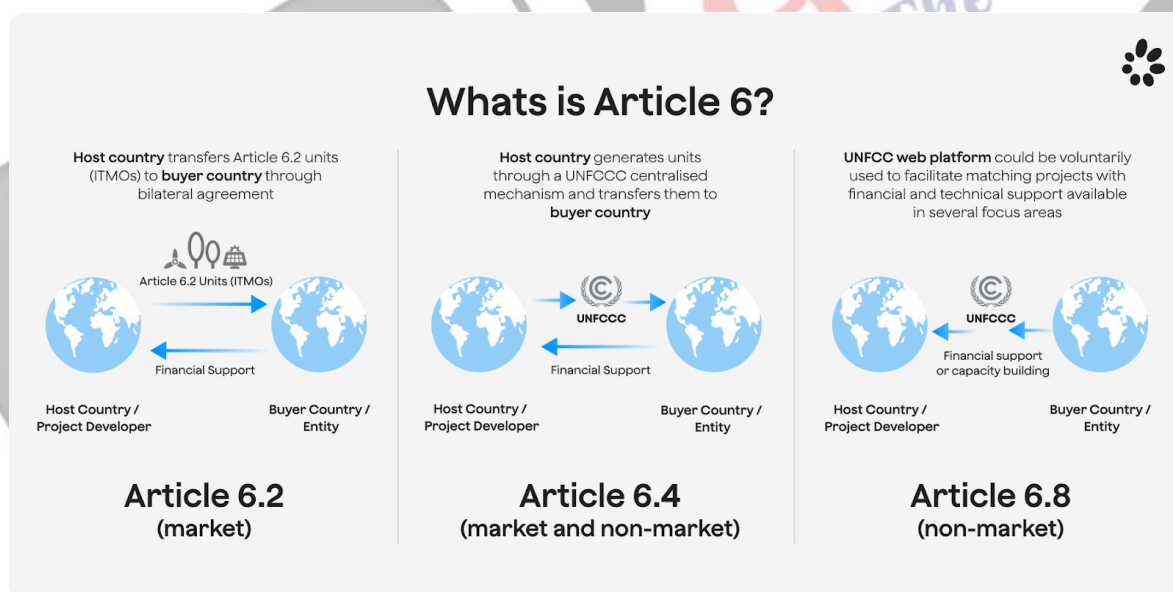 The
Whats is Article 6?
Host country transfers Article 6.2 units
(ITMOs) to buyer country through
bilateral agreement
Article 6.2 Units (ITMOs)
Financial Support
Host Country /
Project Developer
Buyer Country /
Entity
Article 6.2
(market)
Host country generates units
through a UNFCCC centralised
mechanism and transfers them to
buyer country
UNFCCC
Financial Support
Host Country /
Project Developer
Buyer Country /
Entity
Article 6.4
(market and non-market)
UNFCC web platform could be voluntarily
used to facilitate matching projects with
financial and technical support available
in several focus areas
UNFCCC
Financial support
or capacity building
Host Country /
Project Developer
Buyer Country /
Entity
Article 6.8
(non-market)